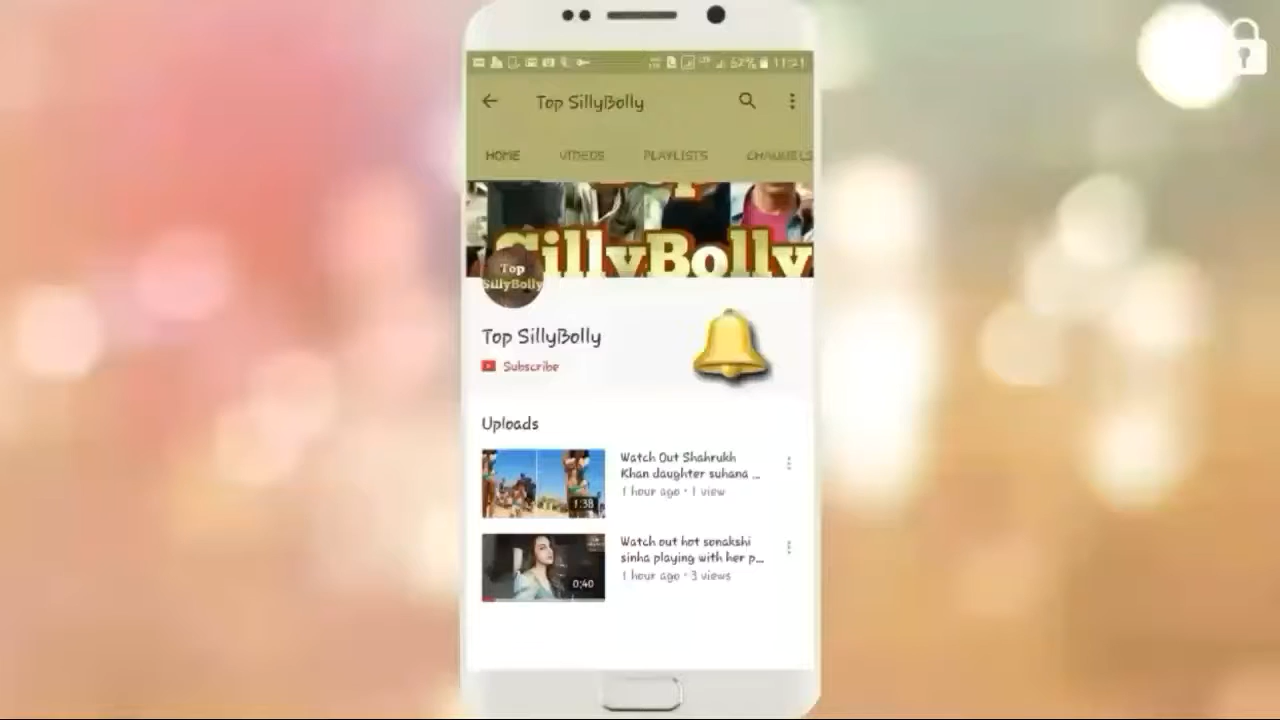 11:21
Top SillyBolly
HOME VIDEOS PLAYLISTS CHANNELS
SillyBolly
Top
SillyBolly
Top SillyBolly
Subscribe
Uploads
Watch Out Shahrukh
Khan daughter suhana ...
1 hour ago · 1 view
1:38
Watch out hot sonakshi
sinha playing with her p...
1 hour ago · 3 views
0:40